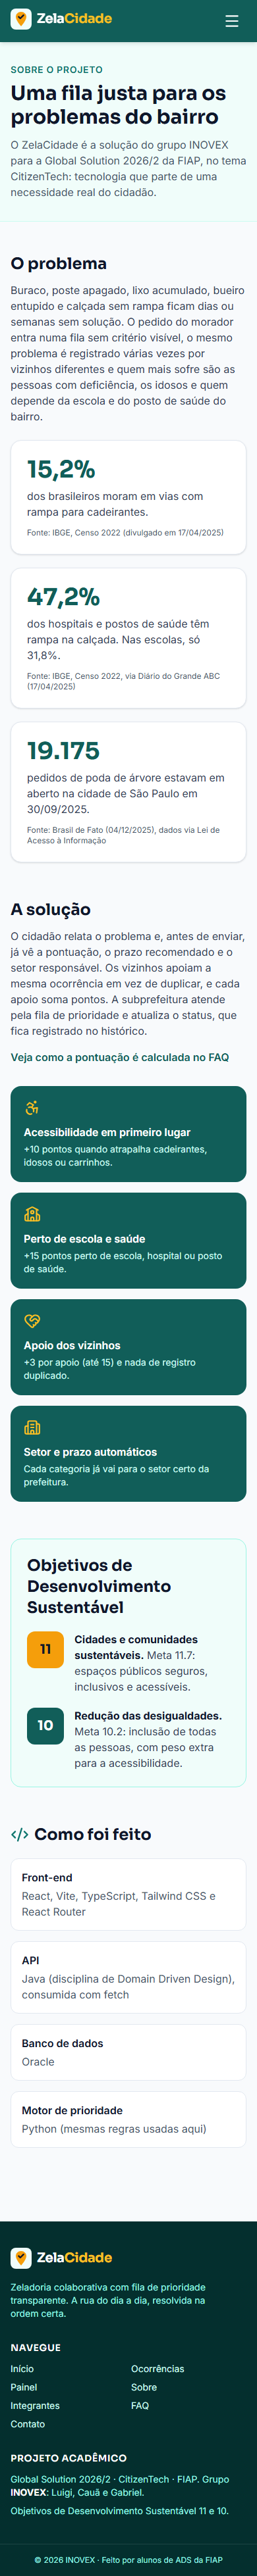 ZelaCidade
SOBRE O PROJETO
Uma fila justa para os
problemas do bairro
O ZelaCidade é a solução do grupo INOVEX
para a Global Solution 2026/2 da FIAP, no tema
CitizenTech: tecnologia que parte de uma
necessidade real do cidadão.
O problema
Buraco, poste apagado, lixo acumulado, bueiro
entupido e calçada sem rampa ficam dias ou
semanas sem solução. O pedido do morador
entra numa fila sem critério visível, o mesmo
problema é registrado várias vezes por
vizinhos diferentes e quem mais sofre são as
pessoas com deficiência, os idosos e quem
depende da escola e do posto de saúde do
bairro.
15,2%
dos brasileiros moram em vias com
rampa para cadeirantes.
Fonte: IBGE, Censo 2022 (divulgado em 17/04/2025)
47,2%
dos hospitais e postos de saúde têm
rampa na calçada. Nas escolas, só
31,8%.
Fonte: IBGE, Censo 2022, via Diário do Grande ABC
(17/04/2025)
19.175
pedidos de poda de árvore estavam em
aberto na cidade de São Paulo em
30/09/2025.
Fonte: Brasil de Fato (04/12/2025), dados via Lei de
Acesso à Informação
A solução
O cidadão relata o problema e, antes de enviar,
já vê a pontuação, o prazo recomendado e o
setor responsável. Os vizinhos apoiam a
mesma ocorrência em vez de duplicar, e cada
apoio soma pontos. A subprefeitura atende
pela fila de prioridade e atualiza o status, que
fica registrado no histórico.
Veja como a pontuação é calculada no FAQ
Acessibilidade em primeiro lugar
+10 pontos quando atrapalha cadeirantes,
idosos ou carrinhos.
Perto de escola e saúde
+15 pontos perto de escola, hospital ou posto
de saúde.
Apoio dos vizinhos
+3 por apoio (até 15) e nada de registro
duplicado.
Setor e prazo automáticos
Cada categoria já vai para o setor certo da
prefeitura.
Objetivos de
Desenvolvimento
Sustentável
11
Cidades e comunidades
sustentáveis. Meta 11.7:
espaços públicos seguros,
inclusivos e acessíveis.
10
Redução das desigualdades.
Meta 10.2: inclusão de todas
as pessoas, com peso extra
para a acessibilidade.
Como foi feito
Front-end
React, Vite, TypeScript, Tailwind CSS e
React Router
API
Java (disciplina de Domain Driven Design),
consumida com fetch
Banco de dados
Oracle
Motor de prioridade
Python (mesmas regras usadas aqui)
ZelaCidade
Zeladoria colaborativa com fila de prioridade
transparente. A rua do dia a dia, resolvida na
ordem certa.
NAVEGUE
Início
Ocorrências
Painel
Sobre
Integrantes
FAQ
Contato
PROJETO ACADÊMICO
Global Solution 2026/2 · CitizenTech · FIAP. Grupo
INOVEX: Luigi, Cauã e Gabriel.
Objetivos de Desenvolvimento Sustentável 11 e 10.
© 2026 INOVEX · Feito por alunos de ADS da FIAP